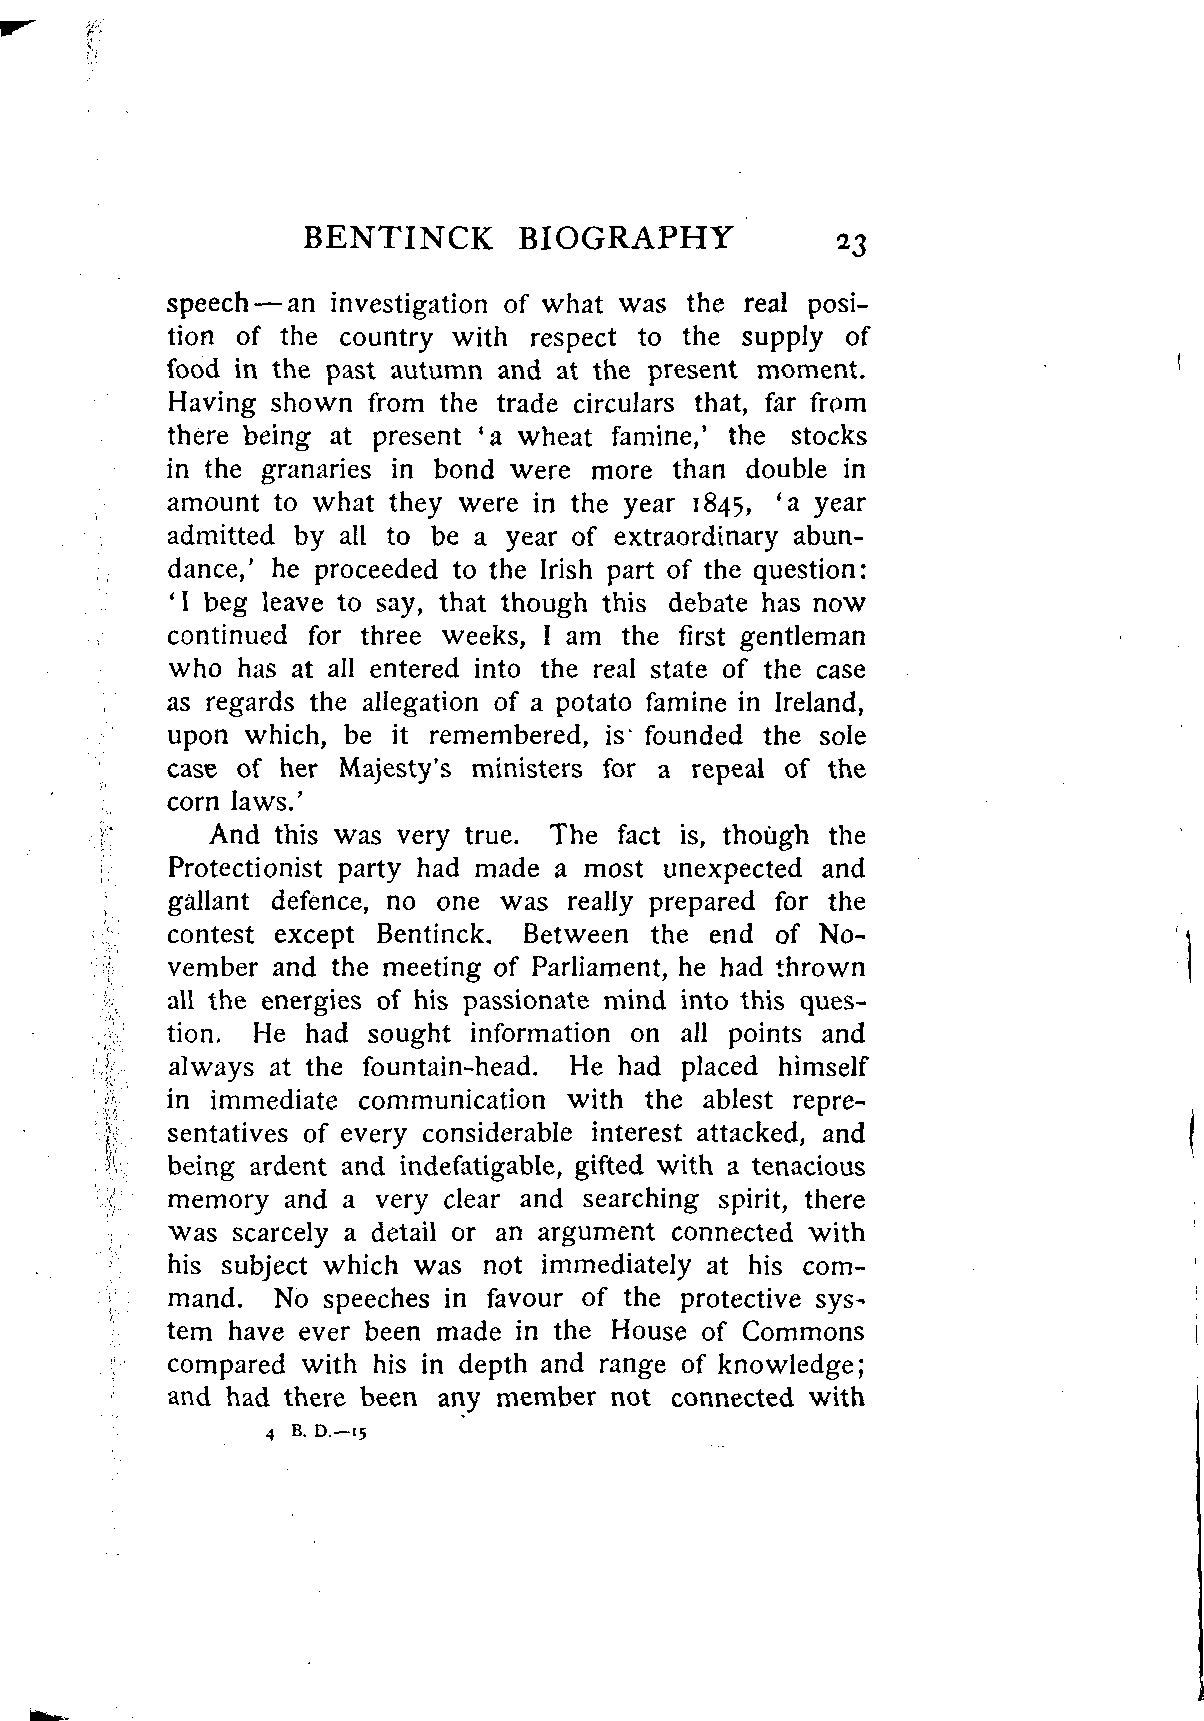 BENTINCK BIOGRAPHY 23
speech—an investigation of what was the real posi-
tion of the country with respect to the supply of
food in the past autumn and at the present moment.
Having shown from the trade circulars that, far from
there being at present ‘a wheat famine,’ the stocks
in the granaries in bond were more than double in
amount to what they were in the year 1845, ‘a year
admitted by all to be a year of extraordinary abun-
dance,’ he proceeded to the Irish part of the question:
‘I beg leave to say, that though this debate has now
continued for three weeks, I am the first gentleman
who has at all entered into the real state of the case
as regards the allegation of a potato famine in Ireland,
upon which, be it remembered, is founded the sole
case of her Majesty’s ministers for a repeal of the
corn laws.’
And this was very true. The fact is, though the
Protectionist party had made a most unexpected and
gallant defence, no one was really prepared for the
contest except Bentinck. Between the end of No-
vember and the meeting of Parliament, he had thrown
all the energies of his passionate mind into this ques-
tion. He had sought information on all points and
always at the fountain-head. He had placed himself
in immediate communication with the ablest repre-
sentatives of every considerable interest attacked, and
being ardent and indefatigable, gifted with a tenacious
memory and a very clear and searching spirit, there
was scarcely a detail or an argument connected with
his subject which was not immediately at his com-
mand. No speeches in favour of the protective sys-
tem have ever been made in the House of Commons
compared with his in depth and range of knowledge;
and had there been any member not connected with
4 B. D.—15